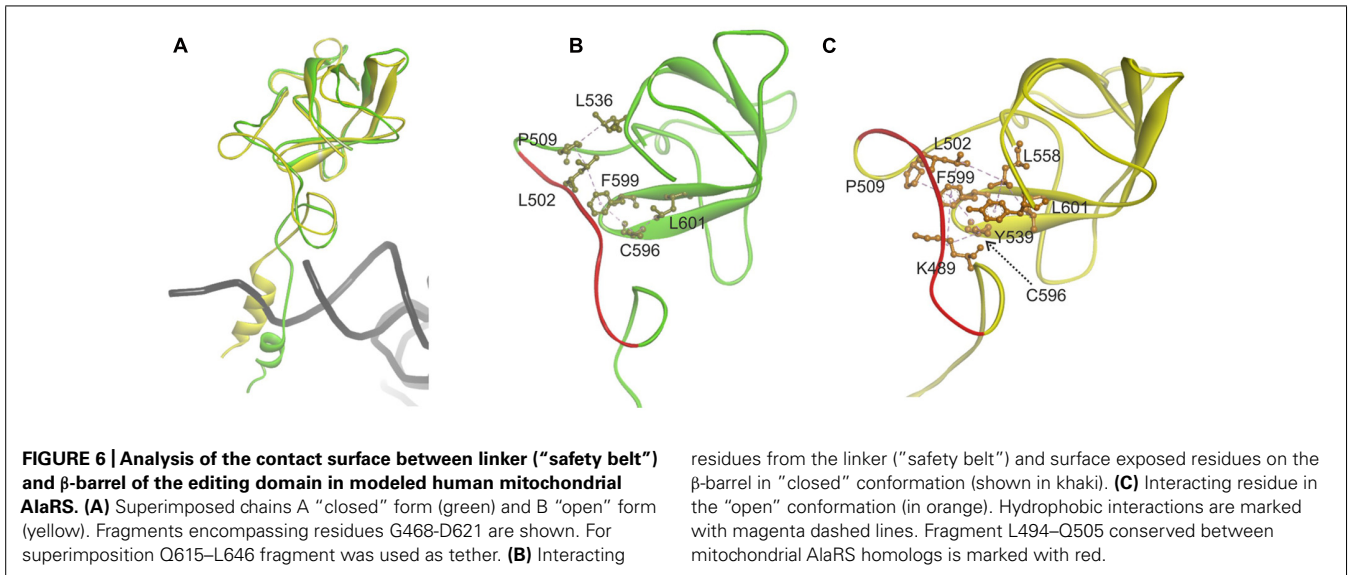 A
B
C
L536
P509
L502
F599
L601
C596
L502
L558
P509
F599
L601
Y539
K489
C596
FIGURE 6 | Analysis of the contact surface between linker (“safety belt”)
and β-barrel of the editing domain in modeled human mitochondrial
AlaRS. (A) Superimposed chains A “closed” form (green) and B “open” form
(yellow). Fragments encompassing residues G468-D621 are shown. For
superimposition Q615–L646 fragment was used as tether. (B) Interacting
residues from the linker (”safety belt”) and surface exposed residues on the
β-barrel in ”closed” conformation (shown in khaki). (C) Interacting residue in
the “open” conformation (in orange). Hydrophobic interactions are marked
with magenta dashed lines. Fragment L494–Q505 conserved between
mitochondrial AlaRS homologs is marked with red.